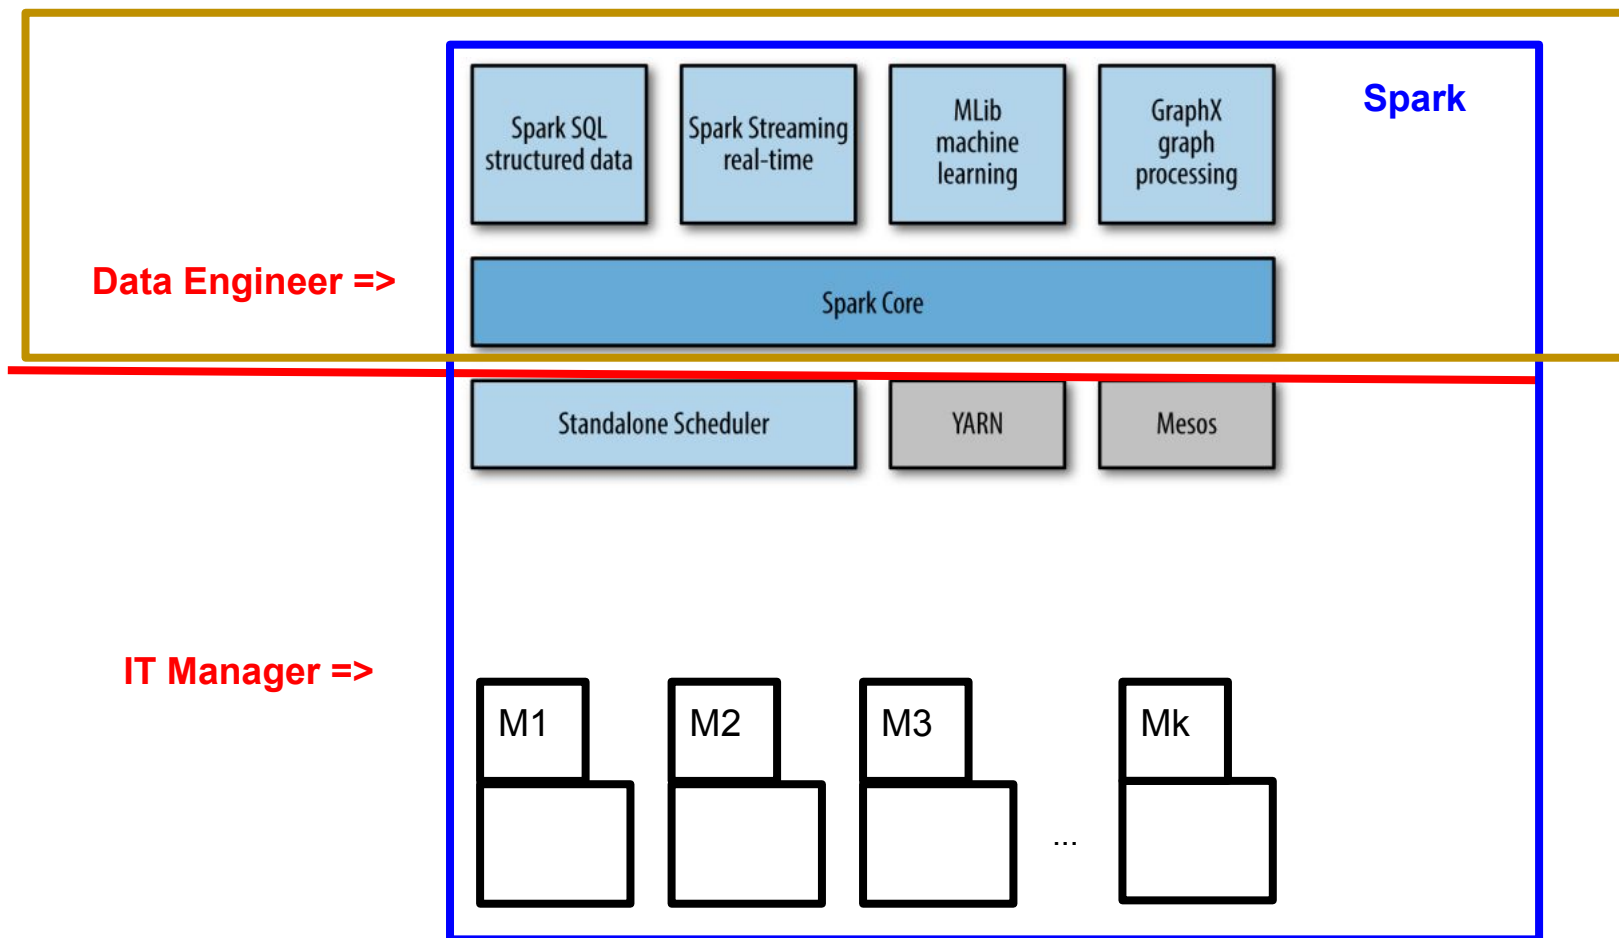 Spark
Spark SQL
structured data
Spark Streaming
real-time
MLib
machine
learning
GraphX
graph
processing
Data Engineer =>
Spark Core
Standalone Scheduler
YARN
Mesos
IT Manager =>
M1
M2
M3
Mk
...